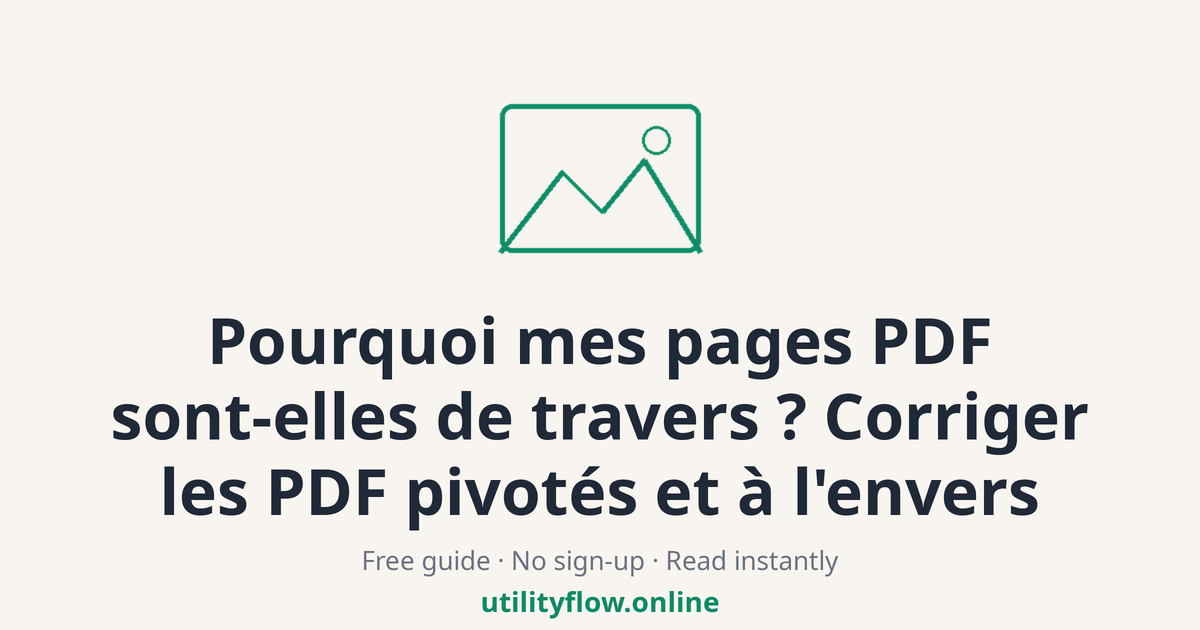 Pourquoi mes pages PDF
sont-elles de travers ? Corriger
les PDF pivotés et à l'envers
Free guide · No sign-up · Read instantly
utilityflow.online